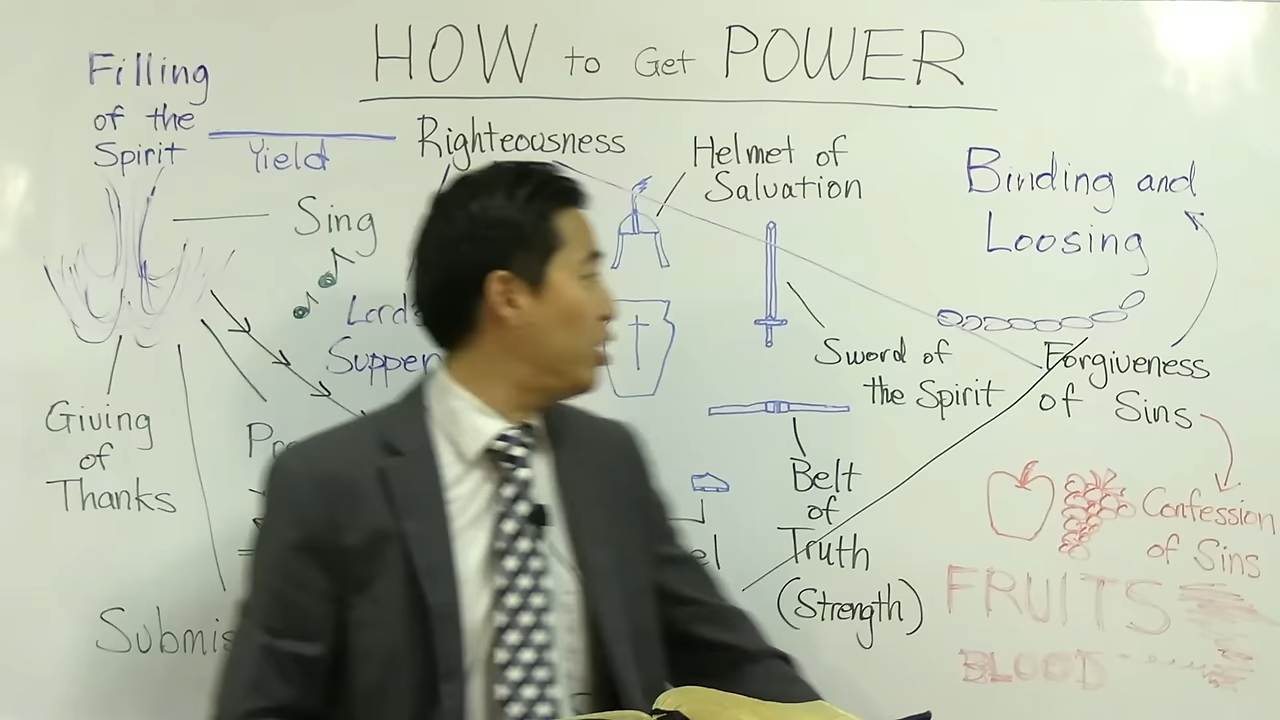 HOW to Get POWER
Filling
of the
Spirit
Yield
Sing
Lord's
Supper
Giving
of
Thanks
Righteousness
Helmet of
Salvation
Sword of
the Spirit
Belt
of
Truth
(Strength)
Binding and
Loosing
Forgiveness
of Sins
Confession
of Sins
FRUITS
BLOOD